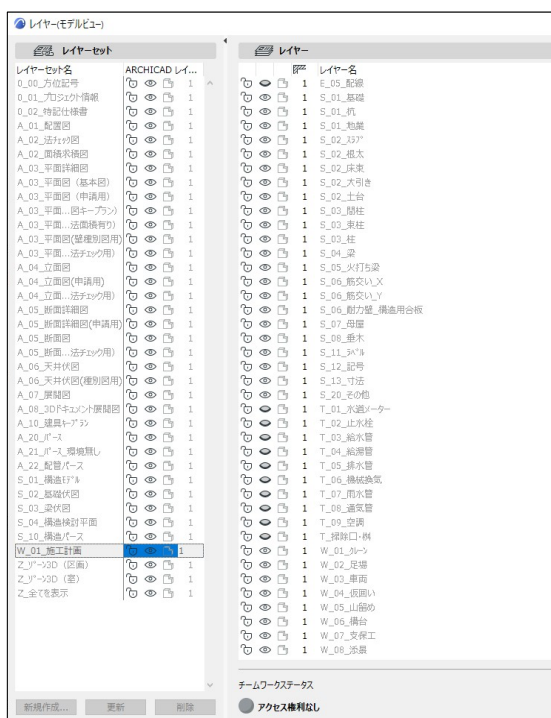 レイヤー(モデルビュー)
レイヤーセット
レイヤーセット名 ARCHICAD レイ...
0_00_方位記号 1
0_01_プロジェクト情報 1
0_02_特記仕様書 1
A_01_配置図 1
A_02_法チェック図 1
A_02_面積求積図 1
A_03_平面詳細図 1
A_03_平面図（基本図） 1
A_03_平面図（申請用） 1
A_03_平面...図キープラン) 1
A_03_平面...法面積有り) 1
A_03_平面図(壁種別図用) 1
A_03_平面...法チェック用) 1
A_04_立面図 1
A_04_立面図(申請用) 1
A_04_立面...法チェック用) 1
A_05_断面詳細図 1
A_05_断面詳細図(申請用) 1
A_05_断面図 1
A_05_断面...法チェック用) 1
A_06_天井伏図 1
A_06_天井伏図(種別図用) 1
A_07_展開図 1
A_08_3Dドキュメント展開図 1
A_10_建具キープラン 1
A_20_パース 1
A_21_パース_環境無し 1
A_22_配管パース 1
S_01_構造モデル 1
S_02_基礎伏図 1
S_03_梁伏図 1
S_04_構造検討平面 1
S_10_構造パース 1
W_01_施工計画 1
Z_ゾーン3D（区画） 1
Z_ゾーン3D（室） 1
Z_全てを表示 1
新規作成... 更新 削除
レイヤー
レイヤー名
1 E_05_配線
1 S_01_基礎
1 S_01_杭
1 S_01_地業
1 S_02_スラブ
1 S_02_根太
1 S_02_床束
1 S_02_大引き
1 S_02_土台
1 S_03_間柱
1 S_03_束柱
1 S_03_柱
1 S_04_梁
1 S_05_火打ち梁
1 S_06_筋交い_X
1 S_06_筋交い_Y
1 S_06_耐力壁_構造用合板
1 S_07_母屋
1 S_08_垂木
1 S_11_ラベル
1 S_12_記号
1 S_13_寸法
1 S_20_その他
1 T_01_水道メーター
1 T_02_止水栓
1 T_03_給水管
1 T_04_給湯管
1 T_05_排水管
1 T_06_機械換気
1 T_07_雨水管
1 T_08_通気管
1 T_09_空調
1 T_掃除口・桝
1 W_01_クレーン
1 W_02_足場
1 W_03_車両
1 W_04_仮囲い
1 W_05_山留め
1 W_06_構台
1 W_07_支保工
1 W_08_添景
チームワークステータス
アクセス権利なし